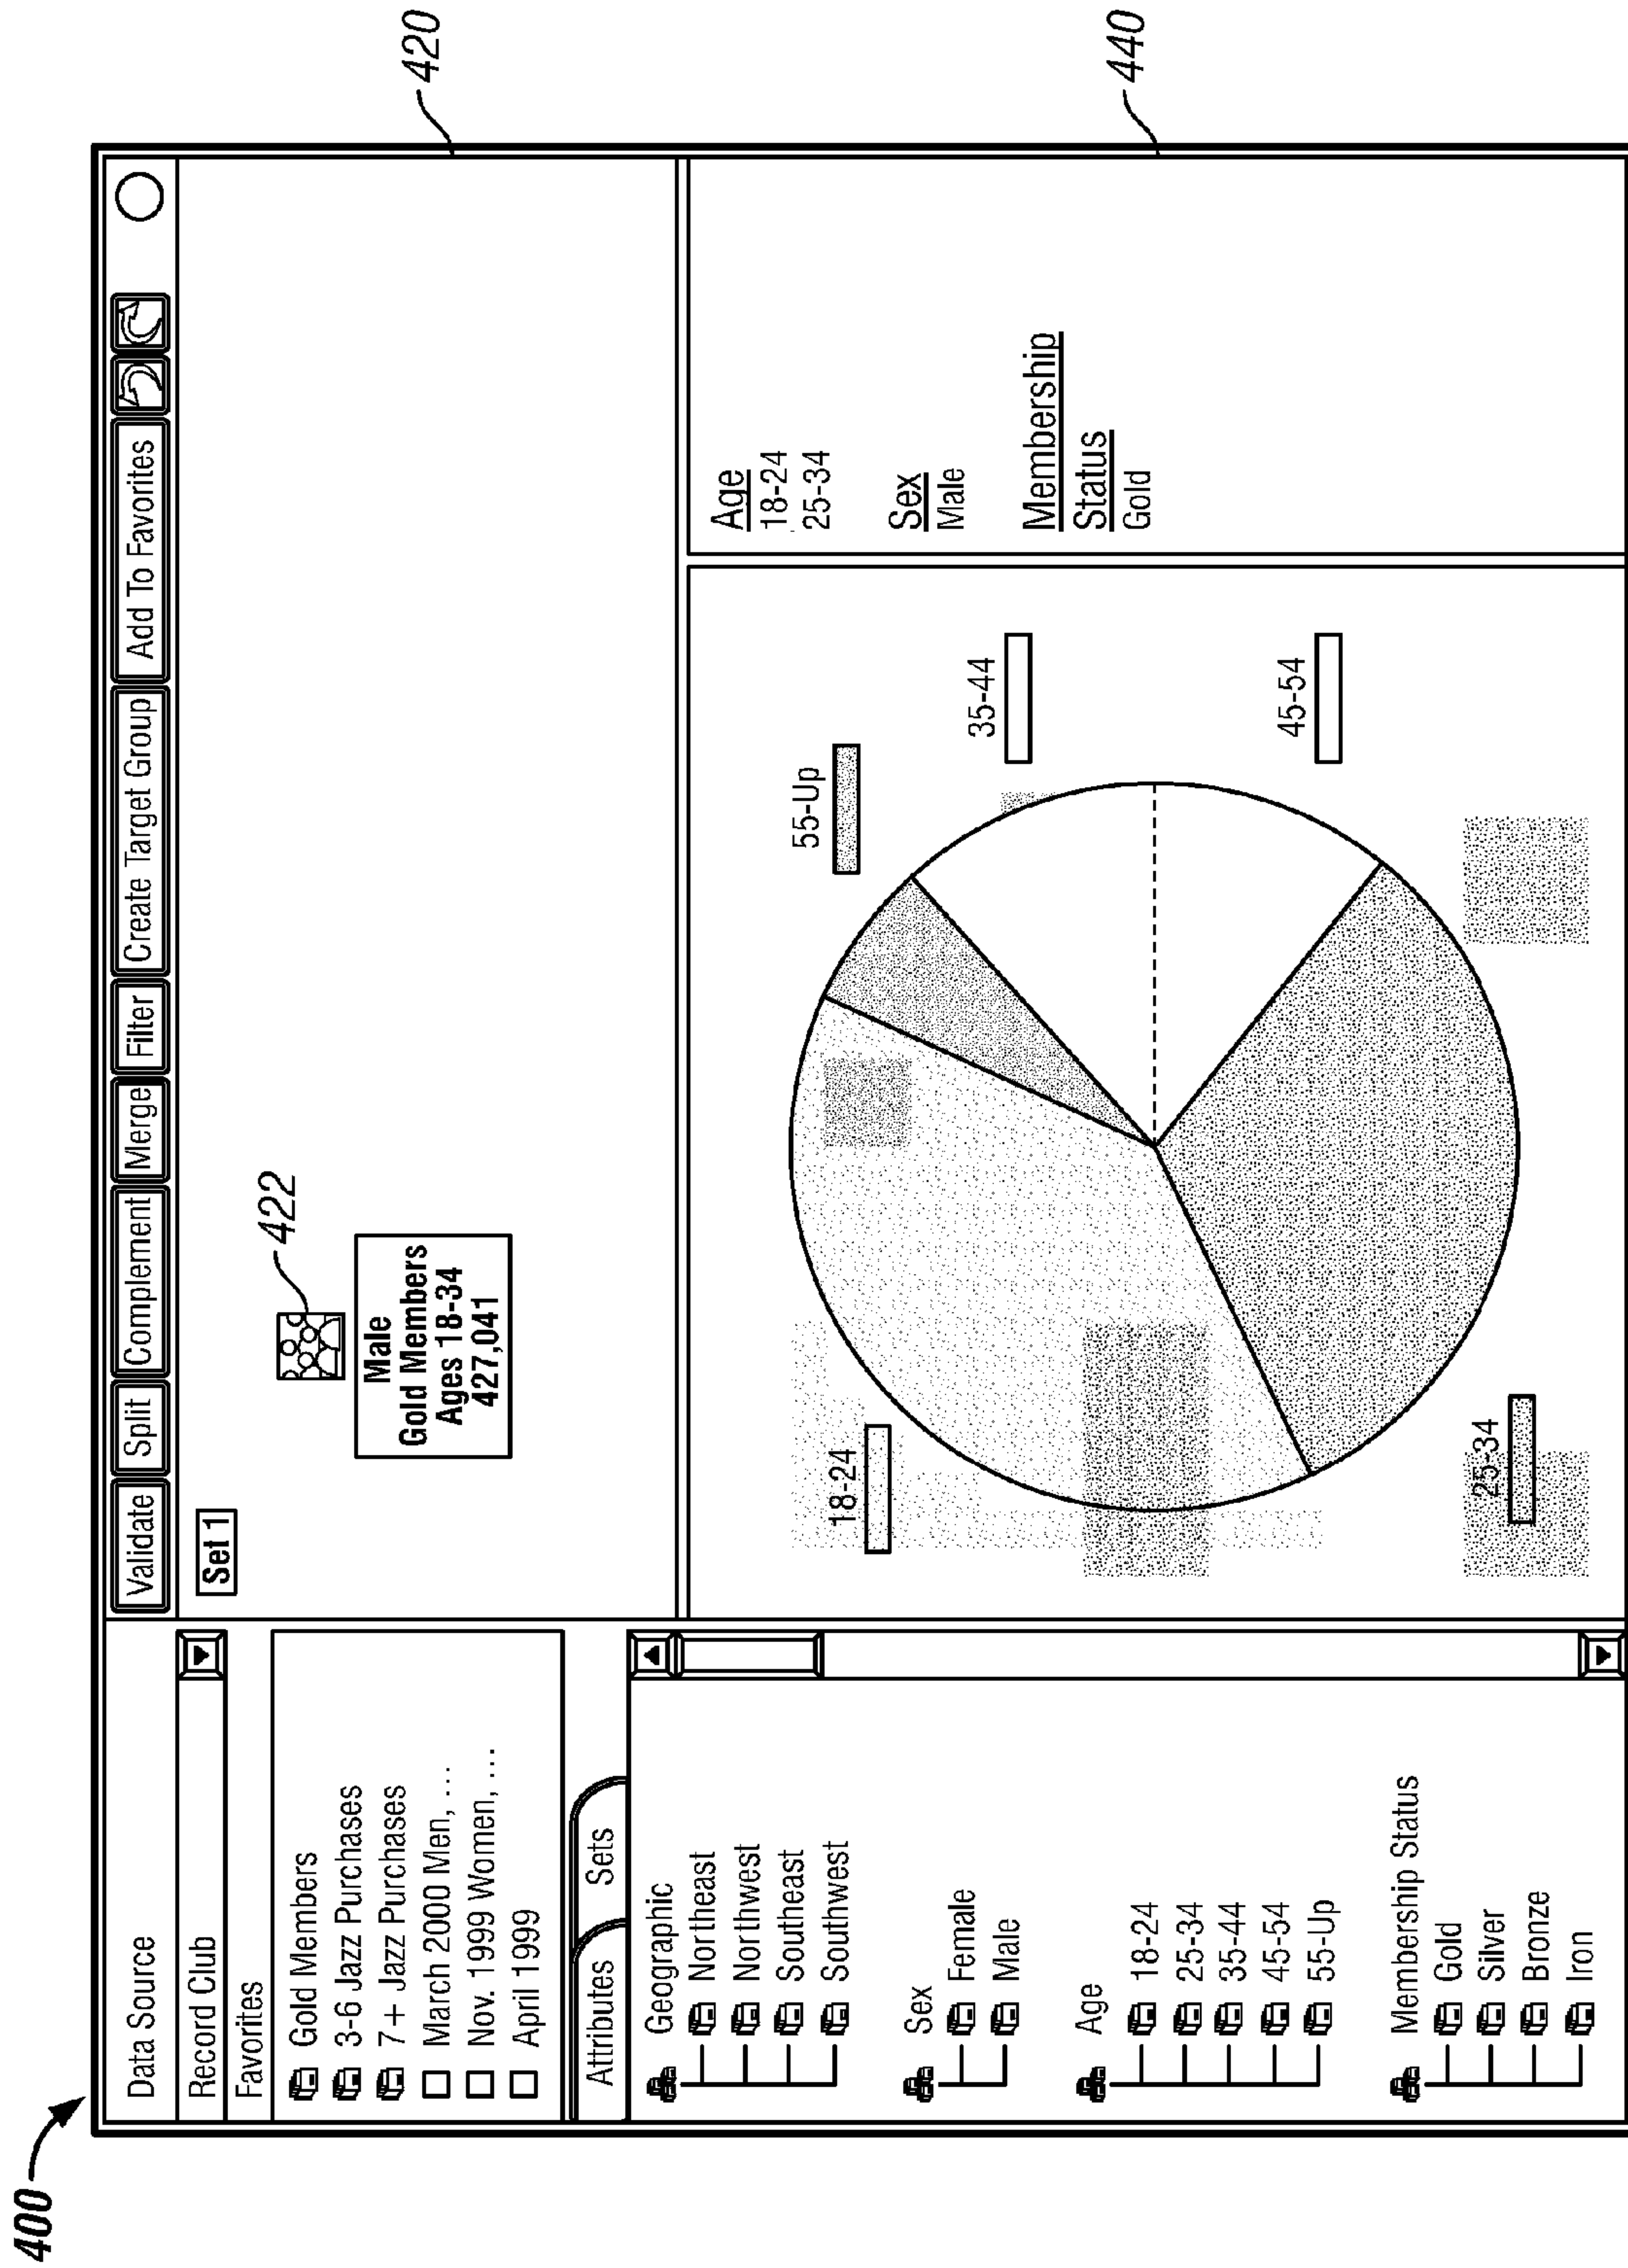 400
Data Source
Record Club
Favorites
Gold Members
3-6 Jazz Purchases
7+ Jazz Purchases
March 2000 Men, ...
Nov. 1999 Women, ...
April 1999
Attributes Sets
Geographic
Northeast
Northwest
Southeast
Southwest
Sex
Female
Male
Age
18-24
25-34
35-44
45-54
55-Up
Membership Status
Gold
Silver
Bronze
Iron
Validate Split Complement Merge Filter Create Target Group Add To Favorites
Set 1
422
Male
Gold Members
Ages 18-34
427,041
420
18-24
55-Up
35-44
45-54
25-34
Age
18-24
25-34
Sex
Male
Membership
Status
Gold
440